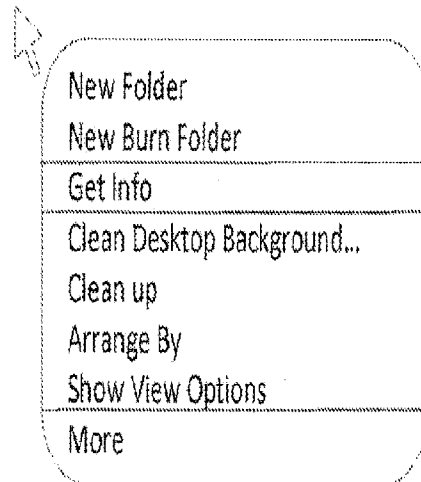 New Folder
New Burn Folder
Get Info
Clean Desktop Background...
Clean up
Arrange By
Show View Options
More